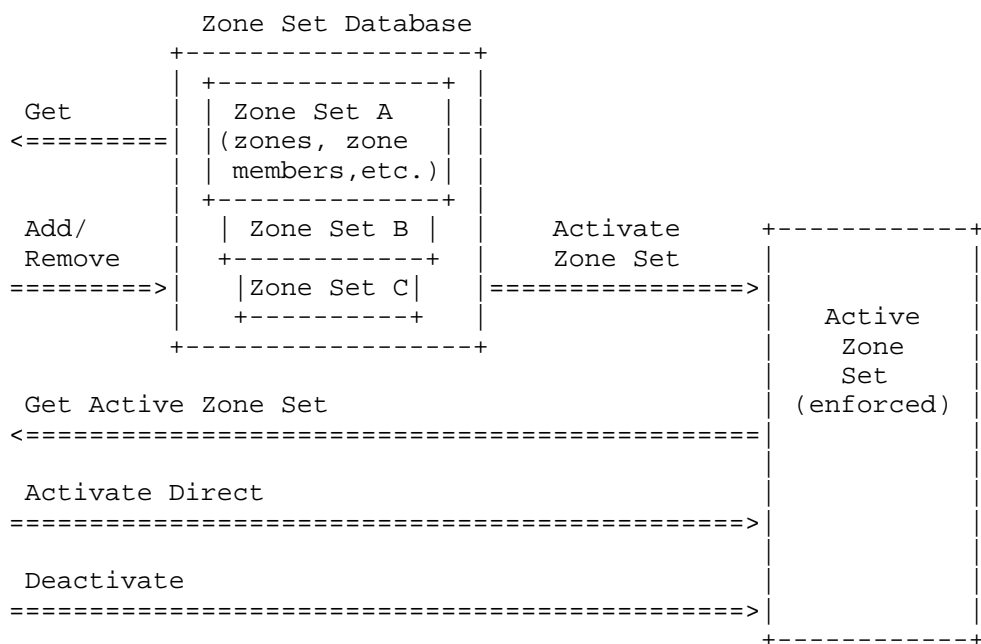 Zone Set Database
Get
Zone Set A
(zones, zone
members,etc.)
Add/
Remove
Zone Set B
Zone Set C
Activate
Zone Set
Active
Zone
Set
(enforced)
Get Active Zone Set
Activate Direct
Deactivate